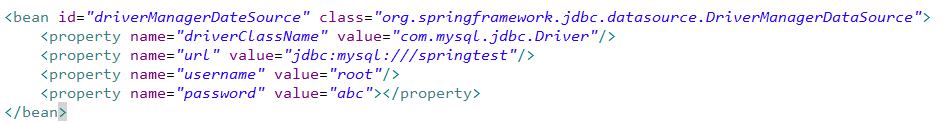 <bean id="driverManagerDateSource" class="org.springframework.jdbc.datasource.DriverManagerDataSource">
<property name="driverClassName" value="com.mysql.jdbc.Driver"/>
<property name="url" value="jdbc:mysql:///springtest"/>
<property name="username" value="root"/>
<property name="password" value="abc"></property>
</bean>